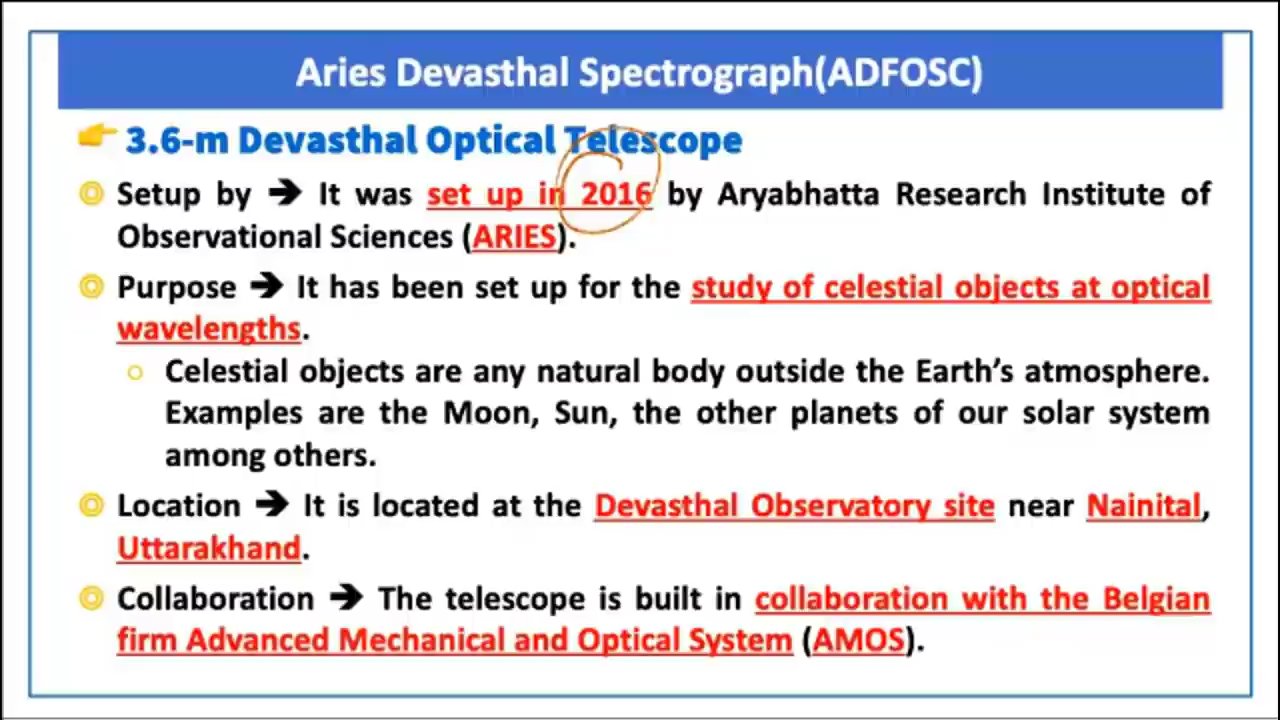 Aries Devasthal Spectrograph(ADFOSC)
3.6-m Devasthal Optical Telescope
Setup by ➔ It was set up in 2016 by Aryabhatta Research Institute of
Observational Sciences (ARIES).
Purpose ➔ It has been set up for the study of celestial objects at optical
wavelengths.
Celestial objects are any natural body outside the Earth’s atmosphere.
Examples are the Moon, Sun, the other planets of our solar system
among others.
Location ➔ It is located at the Devasthal Observatory site near Nainital,
Uttarakhand.
Collaboration ➔ The telescope is built in collaboration with the Belgian
firm Advanced Mechanical and Optical System (AMOS).